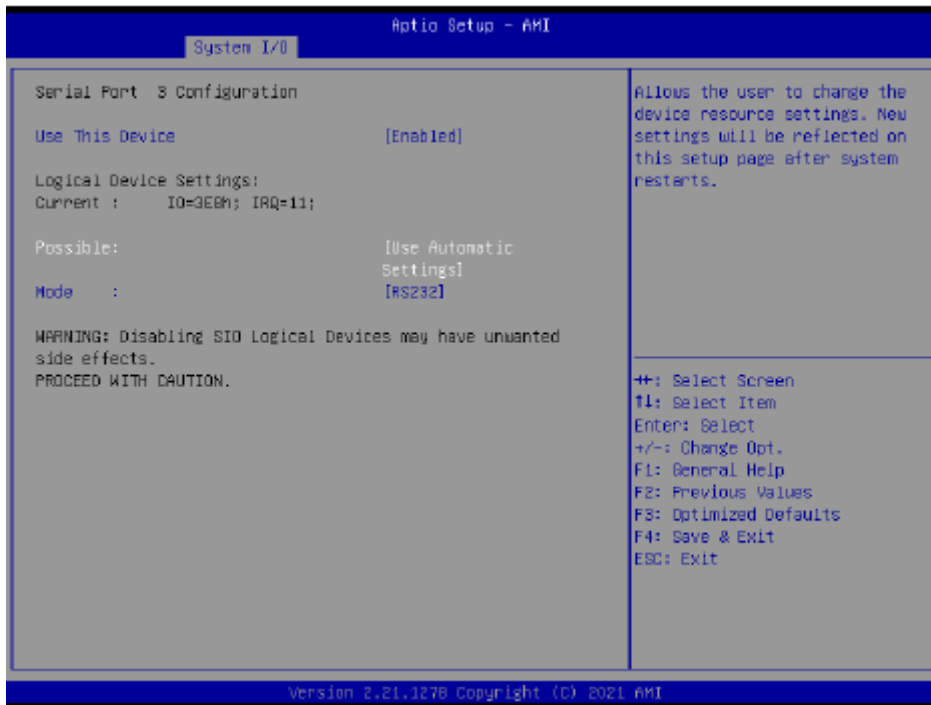 Aptio Setup - AMI
System I/O
Serial Port 3 Configuration
Use This Device [Enabled]
Logical Device Settings:
Current : IO=3E8h; IRQ=11;
Possible: [Use Automatic
Settings]
Mode : [RS232]
WARNING: Disabling SIO Logical Devices may have unwanted
side effects.
PROCEED WITH CAUTION.
Allows the user to change the
device resource settings. New
settings will be reflected on
this setup page after system
restarts.
→←: Select Screen
↑↓: Select Item
Enter: Select
+/-: Change Opt.
F1: General Help
F2: Previous Values
F3: Optimized Defaults
F4: Save & Exit
ESC: Exit
Version 2.21.1278 Copyright (C) 2021 AMI